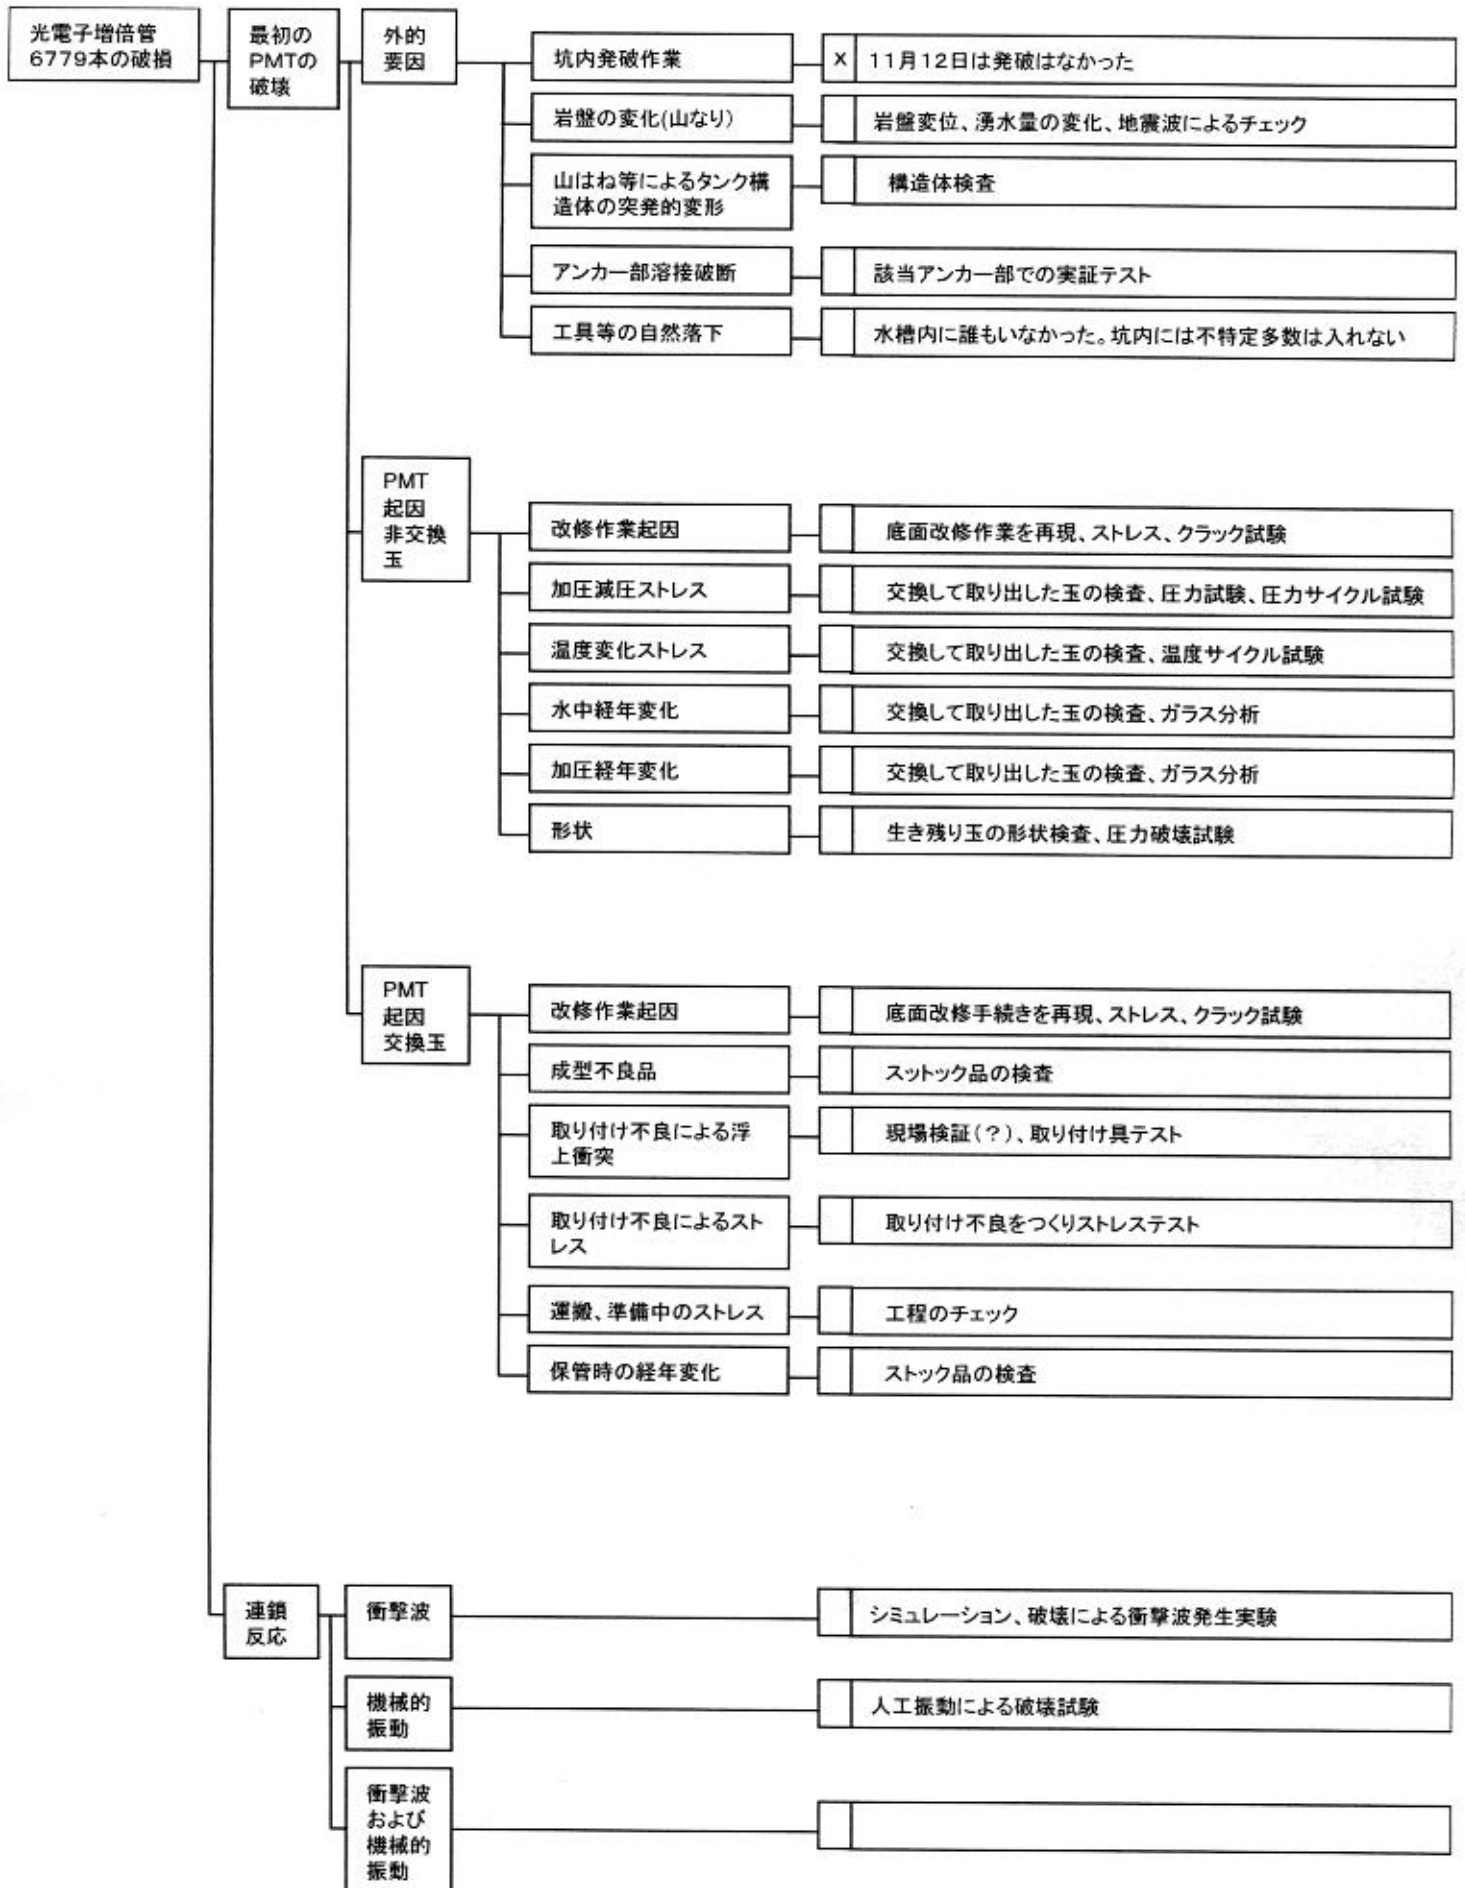 光電子増倍管
6779本の破損
最初の
PMTの
破壊
外的
要因
坑内発破作業
x
11月12日は発破はなかった
岩盤の変化(山なり)
岩盤変位、湧水量の変化、地震波によるチェック
山はね等によるタンク構
造体の突発的変形
構造体検査
アンカー部溶接破断
該当アンカー部での実証テスト
工具等の自然落下
水槽内に誰もいなかった。坑内には不特定多数は入れない
PMT
起因
非交換
玉
改修作業起因
底面改修作業を再現、ストレス、クラック試験
加圧減圧ストレス
交換して取り出した玉の検査、圧力試験、圧力サイクル試験
温度変化ストレス
交換して取り出した玉の検査、温度サイクル試験
水中経年変化
交換して取り出した玉の検査、ガラス分析
加圧経年変化
交換して取り出した玉の検査、ガラス分析
形状
生き残り玉の形状検査、圧力破壊試験
PMT
起因
交換玉
改修作業起因
底面改修手続きを再現、ストレス、クラック試験
成型不良品
スットック品の検査
取り付け不良による浮
上衝突
現場検証(?)、取り付け具テスト
取り付け不良によるスト
レス
取り付け不良をつくりストレステスト
運搬、準備中のストレス
工程のチェック
保管時の経年変化
ストック品の検査
連鎖
反応
衝撃波
シミュレーション、破壊による衝撃波発生実験
機械的
振動
人工振動による破壊試験
衝撃波
および
機械的
振動